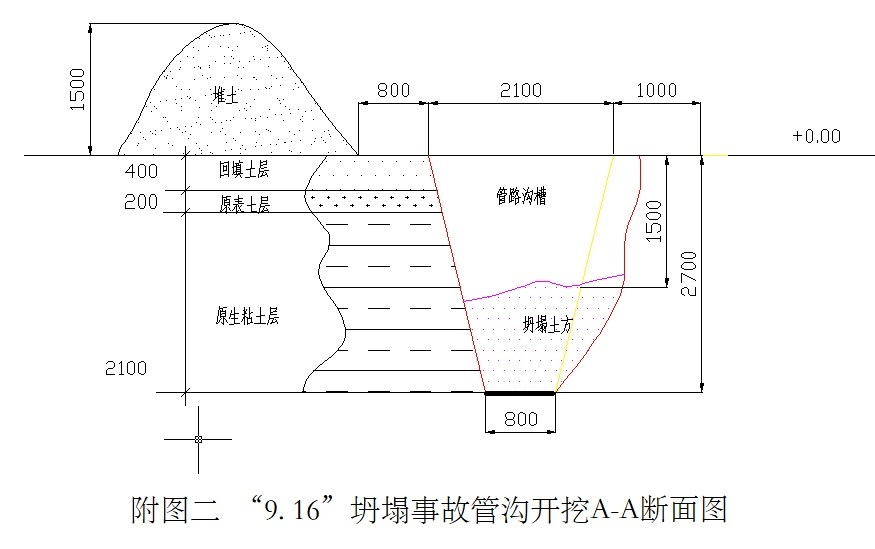 1500
堆土
800
2100
1000
+0.00
400
回填土层
200
原表土层
管路沟槽
1500
2700
原生粘土层
坍塌土方
2100
800
附图二 “9.16”坍塌事故管沟开挖A-A断面图